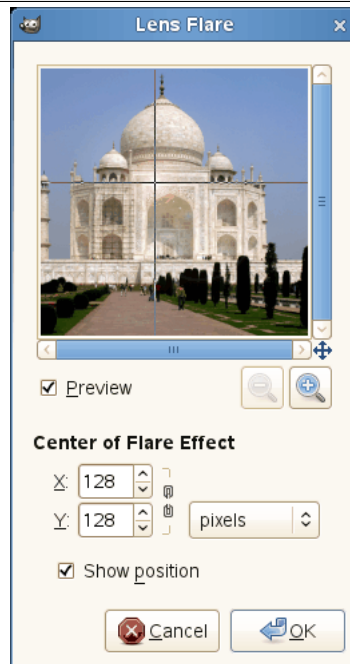 Lens Flare
Preview
Center of Flare Effect
X: 128
Y: 128
pixels
Show position
Cancel
OK